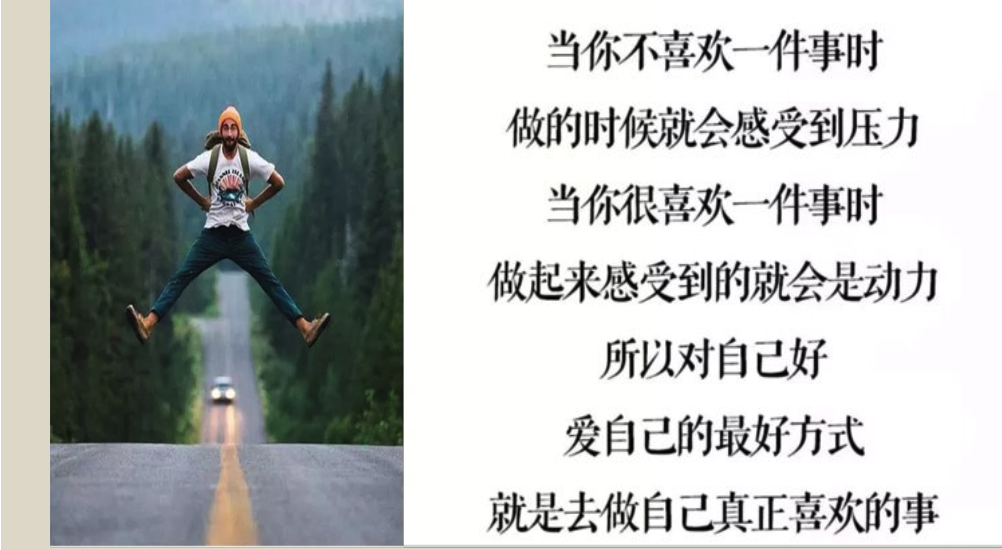 当你不喜欢一件事时
做的时候就会感受到压力
当你很喜欢一件事时
做起来感受到的就会是动力
所以对自己好
爱自己的最好方式
就是去做自己真正喜欢的事